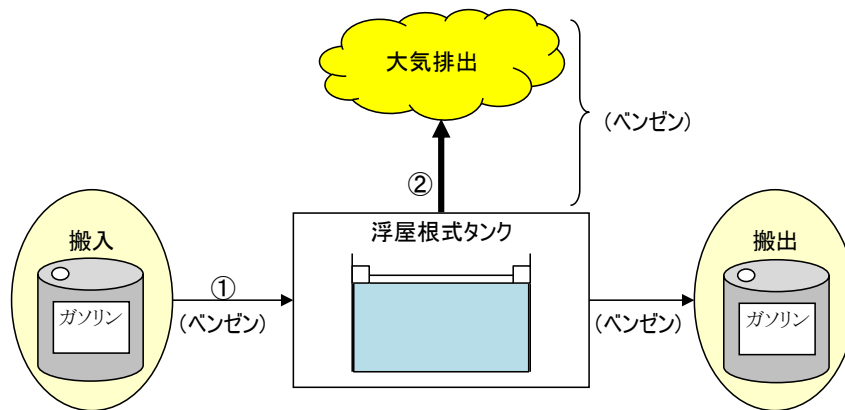 大気排出
(ベンゼン)
②
搬入
浮屋根式タンク
搬出
①
ガソリン
ガソリン
(ベンゼン)
(ベンゼン)